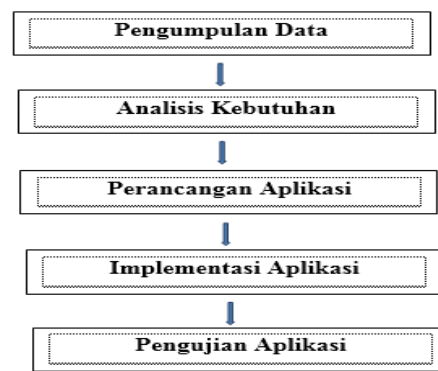 Pengumpulan Data
Analisis Kebutuhan
Perancangan Aplikasi
Implementasi Aplikasi
Pengujian Aplikasi